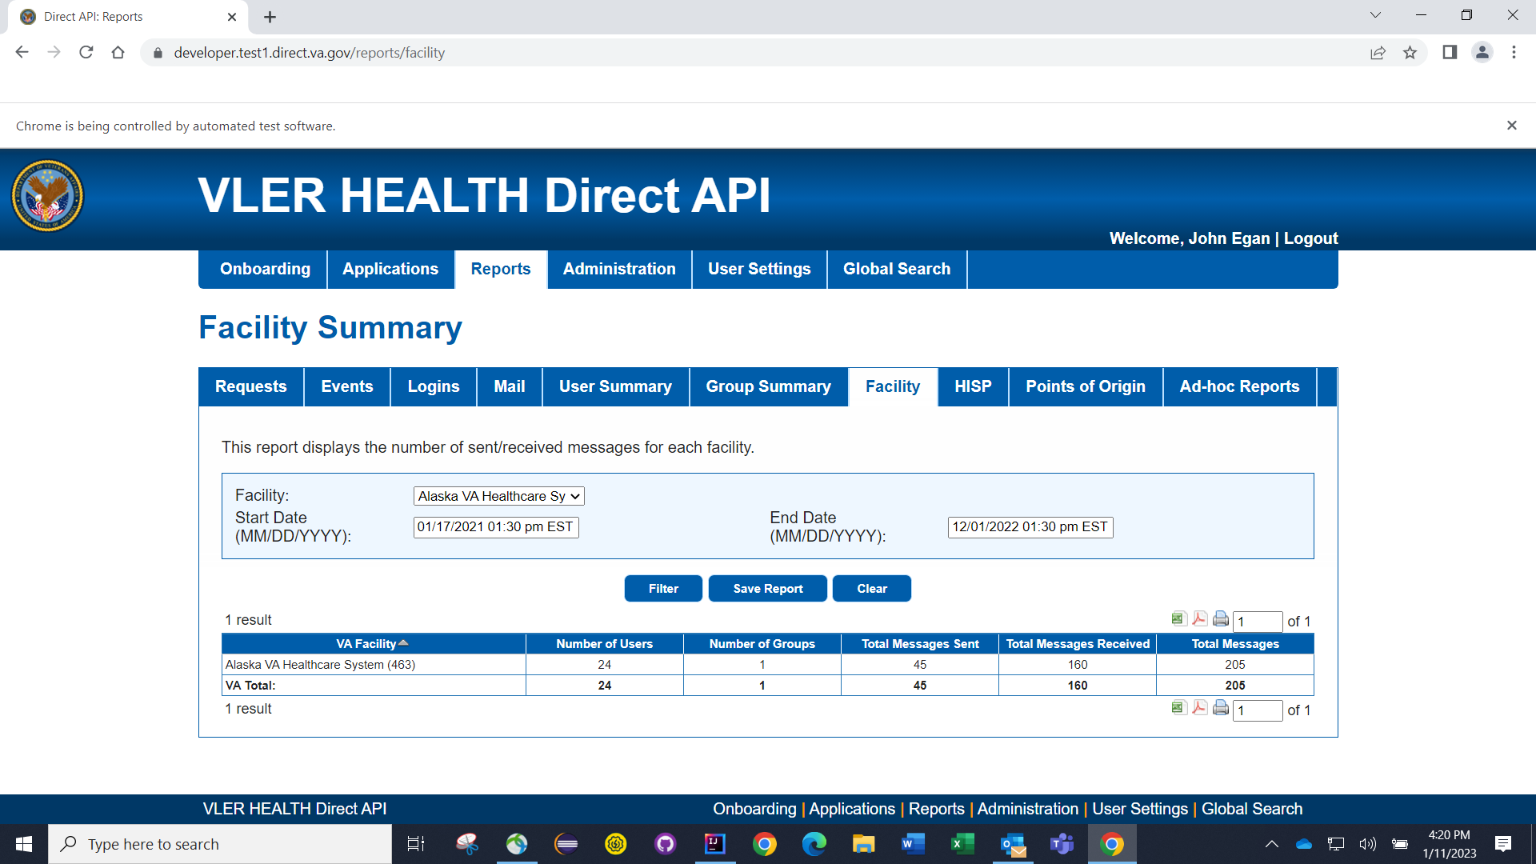 Direct API: Reports
developer.test1.direct.va.gov/reports/facility
Chrome is being controlled by automated test software.
VLER HEALTH Direct API
Welcome, John Egan | Logout
Onboarding Applications Reports Administration User Settings Global Search
Facility Summary
Requests Events Logins Mail User Summary Group Summary Facility HISP Points of Origin Ad-hoc Reports
This report displays the number of sent/received messages for each facility.
Facility: Alaska VA Healthcare Sy
Start Date End Date
(MM/DD/YYYY): 01/17/2021 01:30 pm EST (MM/DD/YYYY): 12/01/2022 01:30 pm EST
Filter Save Report Clear
1 result 1 of 1
VA Facility Number of Users Number of Groups Total Messages Sent Total Messages Received Total Messages
Alaska VA Healthcare System (463) 24 1 45 160 205
VA Total: 24 1 45 160 205
1 result 1 of 1
VLER HEALTH Direct API Onboarding | Applications | Reports | Administration | User Settings | Global Search
Type here to search
4:20 PM
1/11/2023